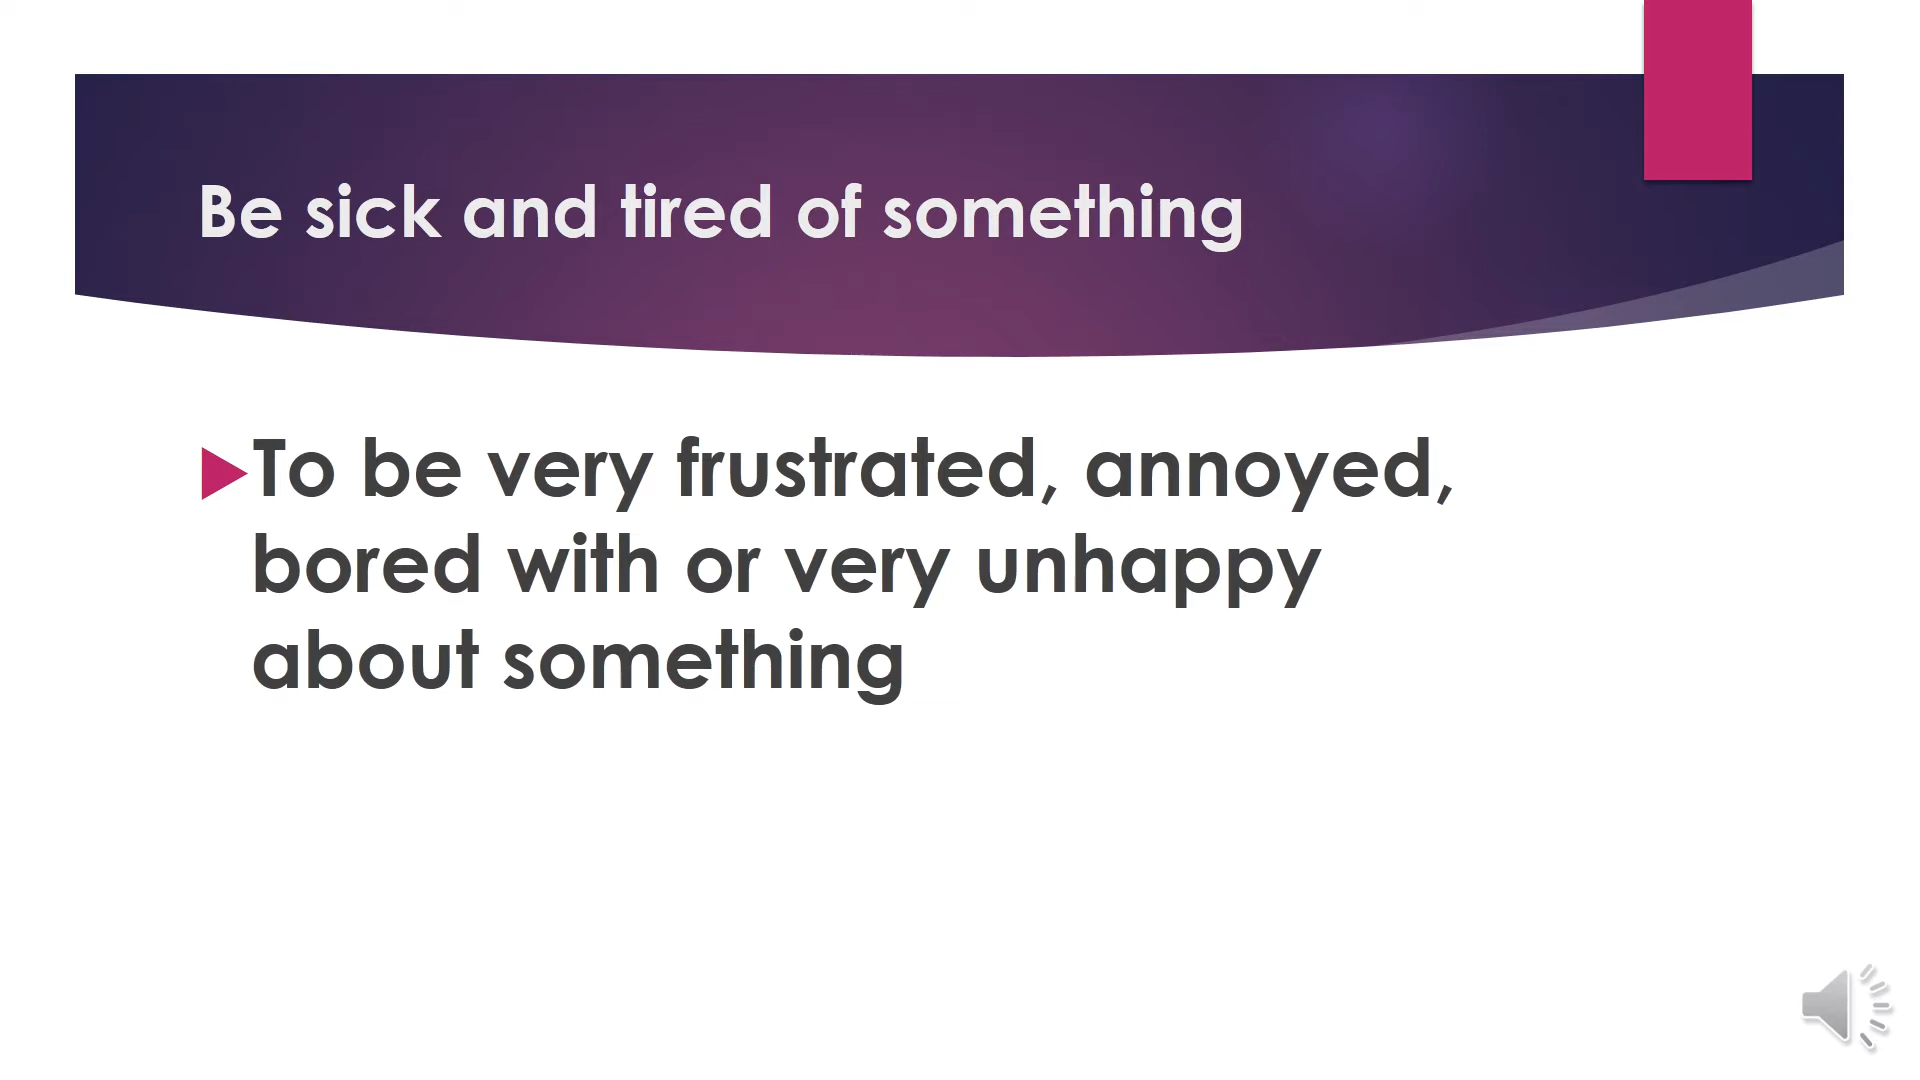 Be sick and tired of something
To be very frustrated, annoyed,
bored with or very unhappy
about something